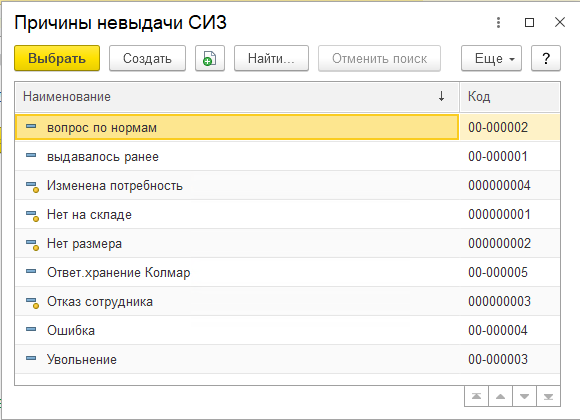 Причины невыдачи СИЗ
Выбрать Создать Найти... Отменить поиск Еще ?
Наименование ↓ Код
вопрос по нормам 00-000002
выдавалось ранее 00-000001
Изменена потребность 000000004
Нет на складе 000000001
Нет размера 000000002
Ответ.хранение Колмар 00-000005
Отказ сотрудника 000000003
Ошибка 00-000004
Увольнение 00-000003